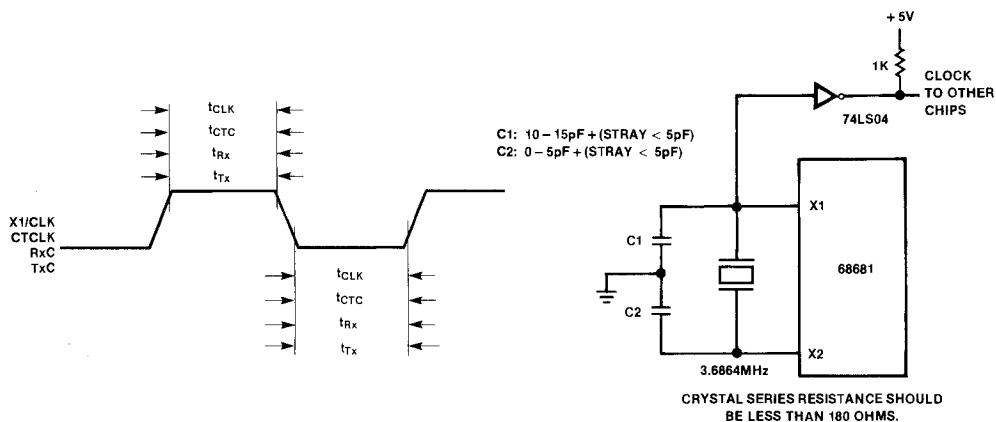 tCLK
tCTC
tRx
tTx
X1/CLK
CTCLK
RxC
TxC
tCLK
tCTC
tRx
tTx
+5V
1K
CLOCK
TO OTHER
CHIPS
74LS04
C1: 10 – 15pF + (STRAY < 5pF)
C2: 0 – 5pF + (STRAY < 5pF)
X1
C1
68681
C2
X2
3.6864MHz
CRYSTAL SERIES RESISTANCE SHOULD
BE LESS THAN 180 OHMS.